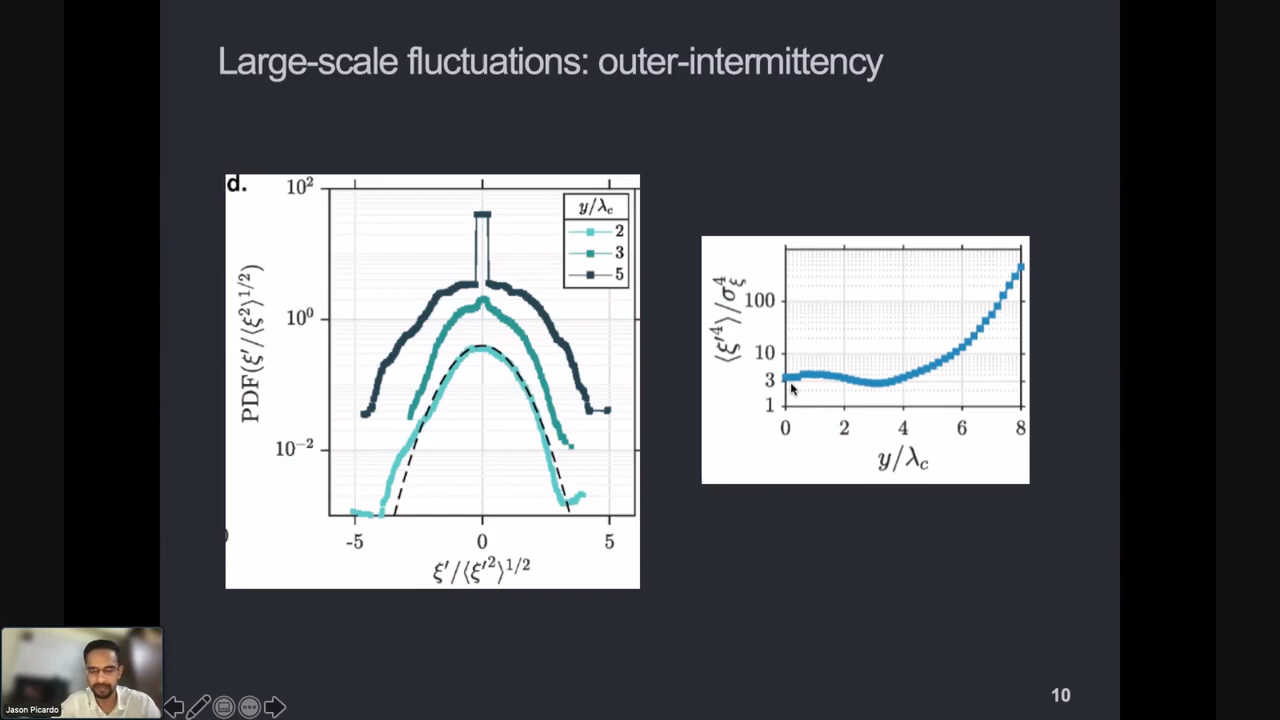 Large-scale fluctuations: outer-intermittency
d.
10²
10⁰
10⁻²
PDF(ξ′/⟨ξ²⟩^{1/2})
y/λ_c
2
3
5
-5 0 5
ξ′/⟨ξ′²⟩^{1/2}
⟨ξ′⁴⟩/σ_ξ⁴
100
10
3
1
0 2 4 6 8
y/λ_c
Jason Picardo
10